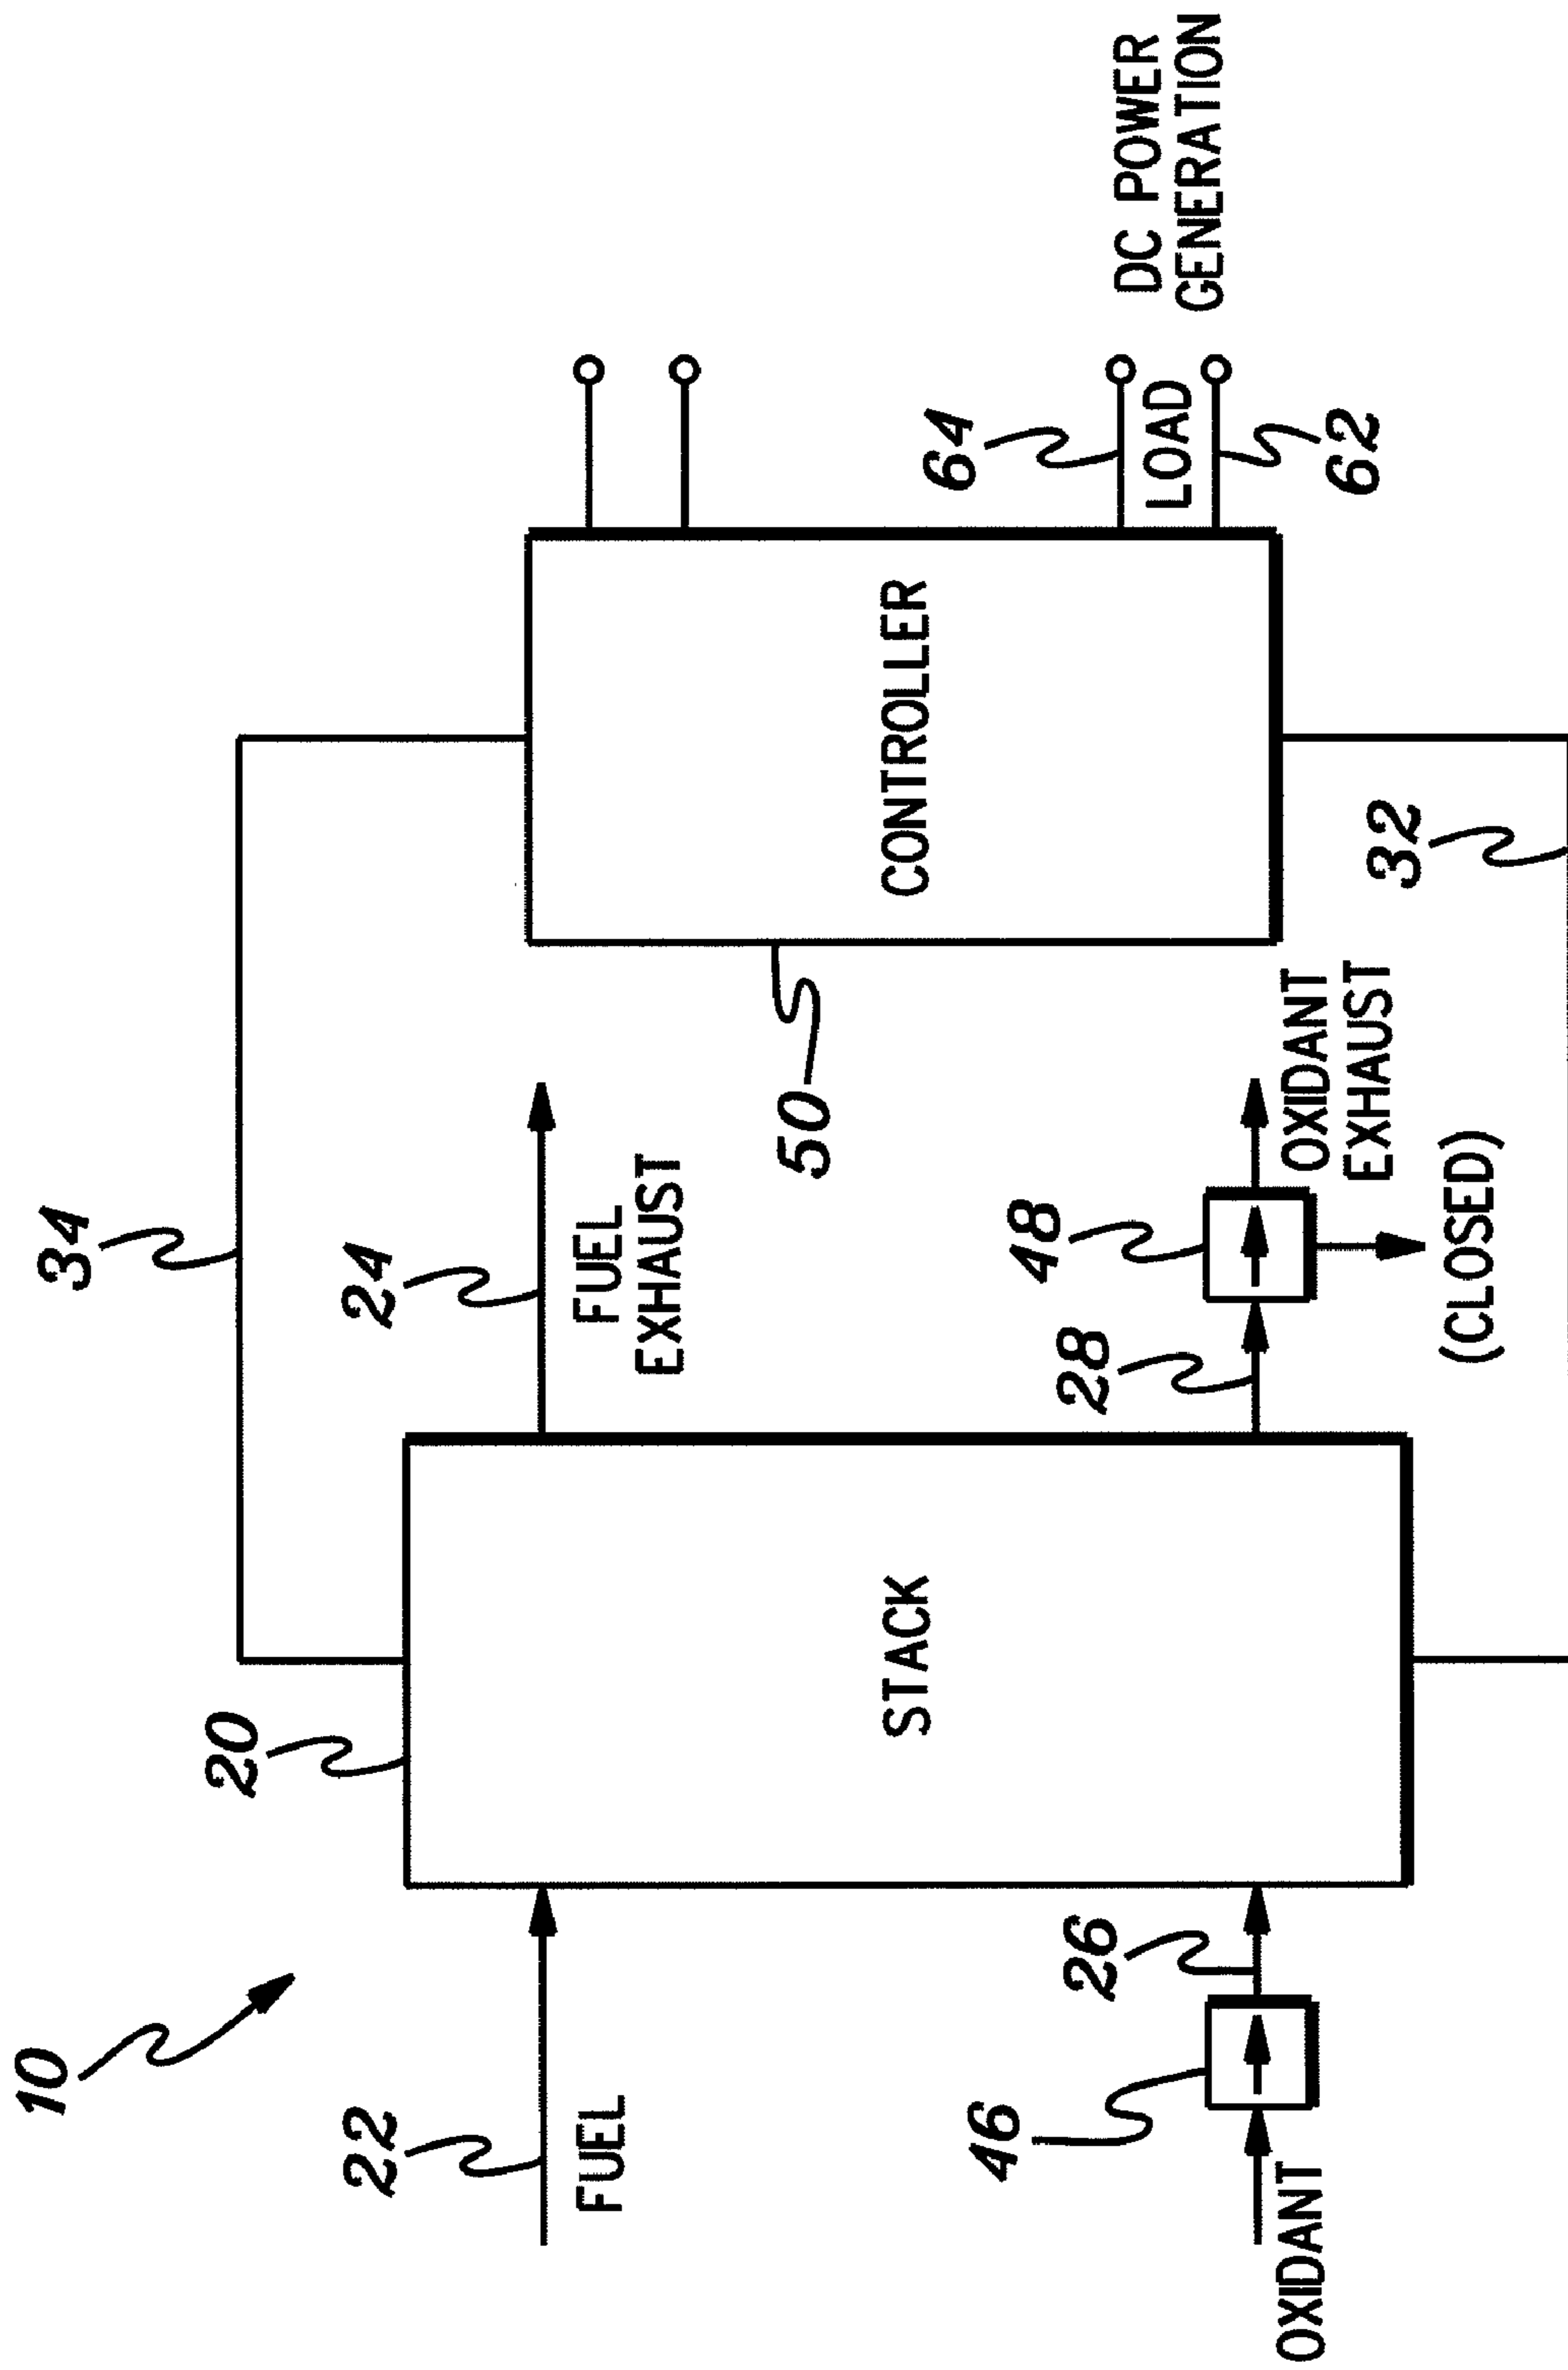 10
34
20
22
FUEL
24
FUEL
EXHAUST
STACK
50
CONTROLLER
46
OXIDANT
26
28
48
OXIDANT
EXHAUST
(CLOSED)
32
64
LOAD
62
DC POWER
GENERATION